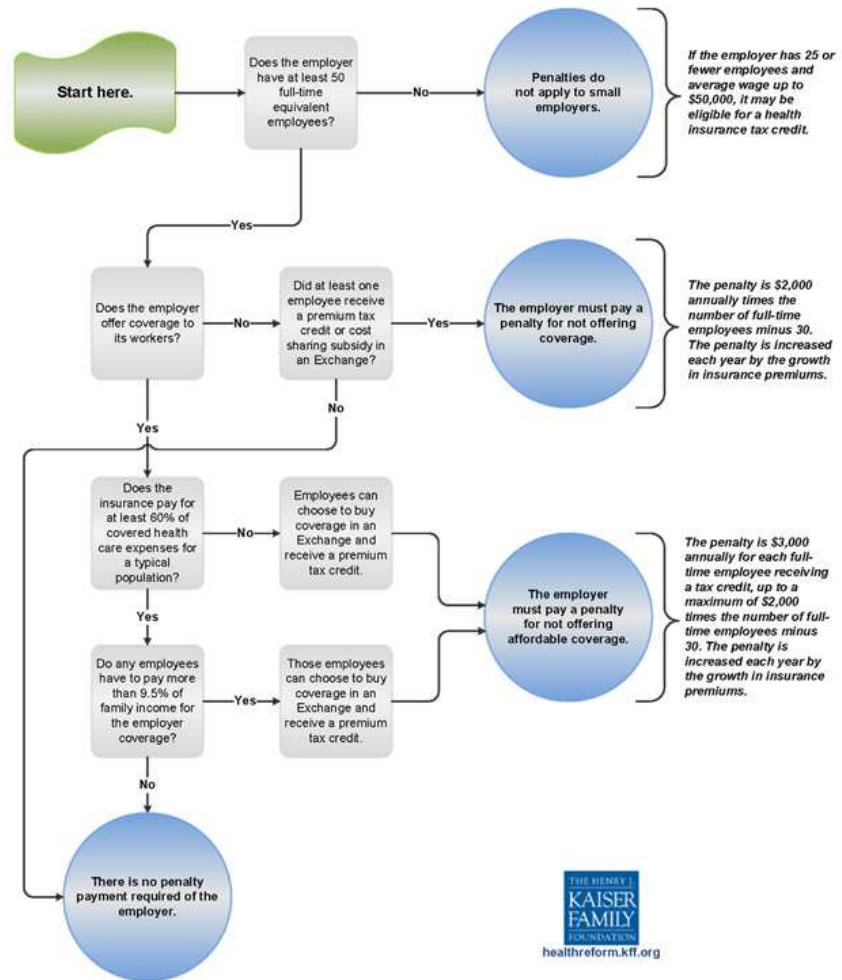 Start here.
Does the employer
have at least 50
full-time
equivalent
employees?
No
Penalties do
not apply to small
employers.
If the employer has 25 or
fewer employees and
average wage up to
$50,000, it may be
eligible for a health
insurance tax credit.
Yes
Does the employer
offer coverage to
its workers?
No
Did at least one
employee receive
a premium tax
credit or cost
sharing subsidy in
an Exchange?
Yes
The employer must pay a
penalty for not offering
coverage.
The penalty is $2,000
annually times the
number of full-time
employees minus 30.
The penalty is increased
each year by the growth
in insurance premiums.
No
Yes
Does the
insurance pay for
at least 60% of
covered health
care expenses for
a typical
population?
No
Employees can
choose to buy
coverage in an
Exchange and
receive a premium
tax credit.
The employer
must pay a penalty
for not offering
affordable coverage.
The penalty is $3,000
annually for each full-
time employee receiving
a tax credit, up to a
maximum of $2,000
times the number of full-
time employees minus
30. The penalty is
increased each year by
the growth in insurance
premiums.
Yes
Do any employees
have to pay more
than 9.5% of
family income for
the employer
coverage?
Yes
Those employees
can choose to buy
coverage in an
Exchange and
receive a premium
tax credit.
No
There is no penalty
payment required of the
employer.
THE HENRY J.
KAISER
FAMILY
FOUNDATION
healthreform.kff.org